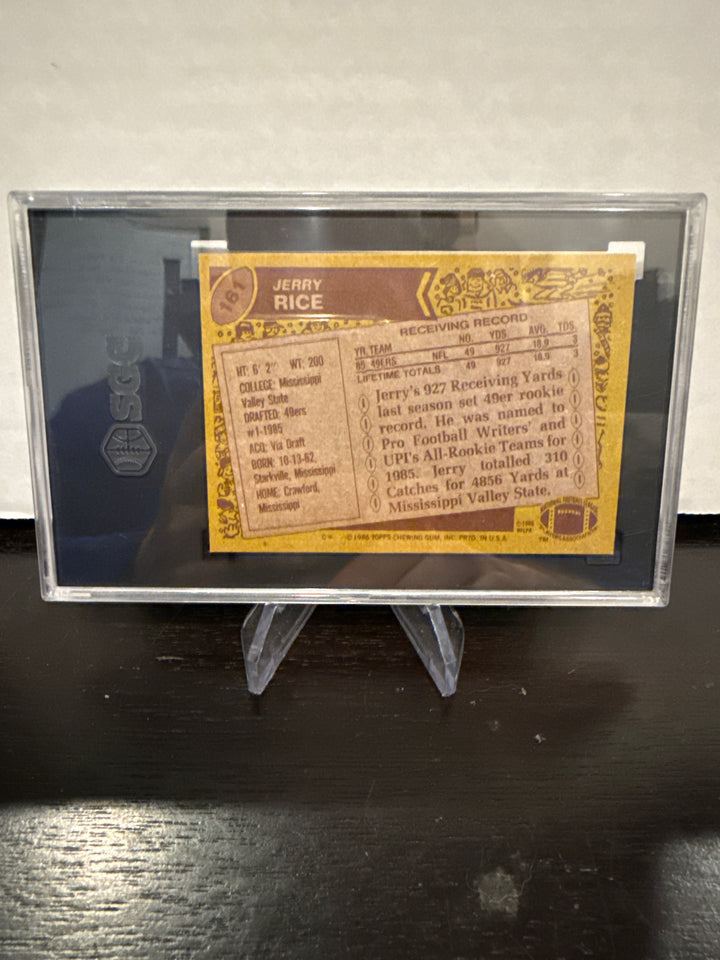 SGC
161
JERRY
RICE
HT: 6' 2" WT: 200
COLLEGE: Mississippi
Valley State
DRAFTED: 49ers
#1-1985
ACQ: Via Draft
BORN: 10-13-62,
Starkville, Mississippi
HOME: Crawford,
Mississippi
RECEIVING RECORD
YR. TEAM NO. YDS. AVG. TDS.
85 49ERS NFL 49 927 18.9 3
LIFETIME TOTALS 49 927 18.9 3
Jerry's 927 Receiving Yards
last season set 49er rookie
record. He was named to
Pro Football Writers' and
UPI's All-Rookie Teams for
1985. Jerry totalled 310
Catches for 4856 Yards at
Mississippi Valley State.
© 1986 TOPPS CHEWING GUM, INC. PRTD. IN U.S.A.
© 1986
NFLPA
TM